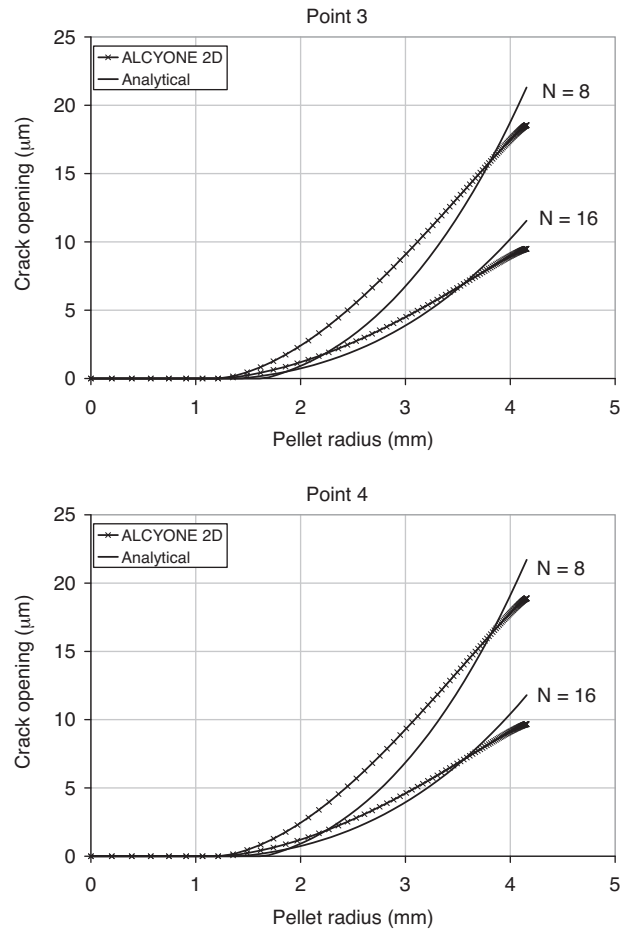 Point 3
25
20
15
10
5
0
Crack opening (μm)
ALCYONE 2D
Analytical
N = 8
N = 16
0 1 2 3 4 5
Pellet radius (mm)
Point 4
25
20
15
10
5
0
Crack opening (μm)
ALCYONE 2D
Analytical
N = 8
N = 16
0 1 2 3 4 5
Pellet radius (mm)